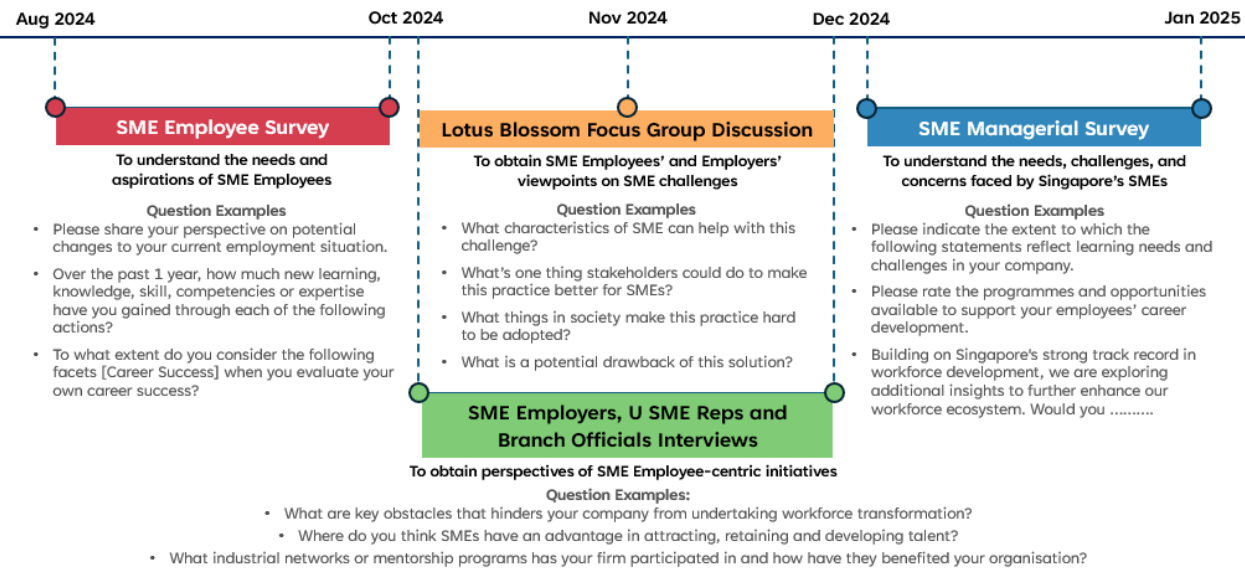 Aug 2024
Oct 2024
Nov 2024
Dec 2024
Jan 2025
SME Employee Survey
To understand the needs and
aspirations of SME Employees
Question Examples
• Please share your perspective on potential
changes to your current employment situation.
• Over the past 1 year, how much new learning,
knowledge, skill, competencies or expertise
have you gained through each of the following
actions?
• To what extent do you consider the following
facets [Career Success] when you evaluate your
own career success?
Lotus Blossom Focus Group Discussion
To obtain SME Employees' and Employers'
viewpoints on SME challenges
Question Examples
• What characteristics of SME can help with this
challenge?
• What's one thing stakeholders could do to make
this practice better for SMEs?
• What things in society make this practice hard
to be adopted?
• What is a potential drawback of this solution?
SME Managerial Survey
To understand the needs, challenges, and
concerns faced by Singapore's SMEs
Question Examples
• Please indicate the extent to which the
following statements reflect learning needs and
challenges in your company.
• Please rate the programmes and opportunities
available to support your employees' career
development.
• Building on Singapore's strong track record in
workforce development, we are exploring
additional insights to further enhance our
workforce ecosystem. Would you ..........
SME Employers, U SME Reps and
Branch Officials Interviews
To obtain perspectives of SME Employee-centric initiatives
Question Examples:
• What are key obstacles that hinders your company from undertaking workforce transformation?
• Where do you think SMEs have an advantage in attracting, retaining and developing talent?
• What industrial networks or mentorship programs has your firm participated in and how have they benefited your organisation?